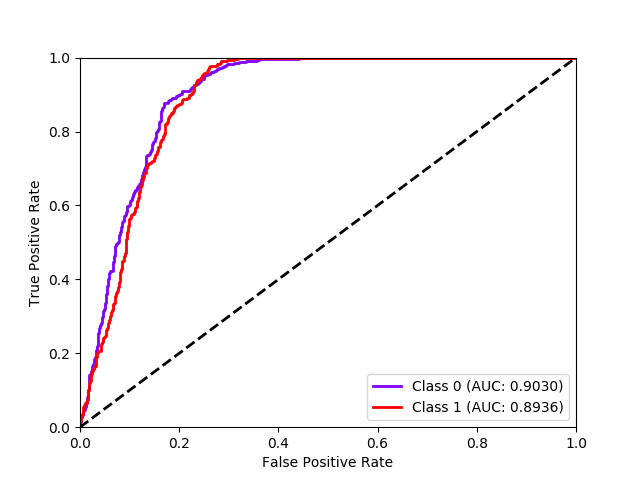 1.0
0.8
0.6
0.4
0.2
0.0
True Positive Rate
Class 0 (AUC: 0.9030)
Class 1 (AUC: 0.8936)
0.0 0.2 0.4 0.6 0.8 1.0
False Positive Rate